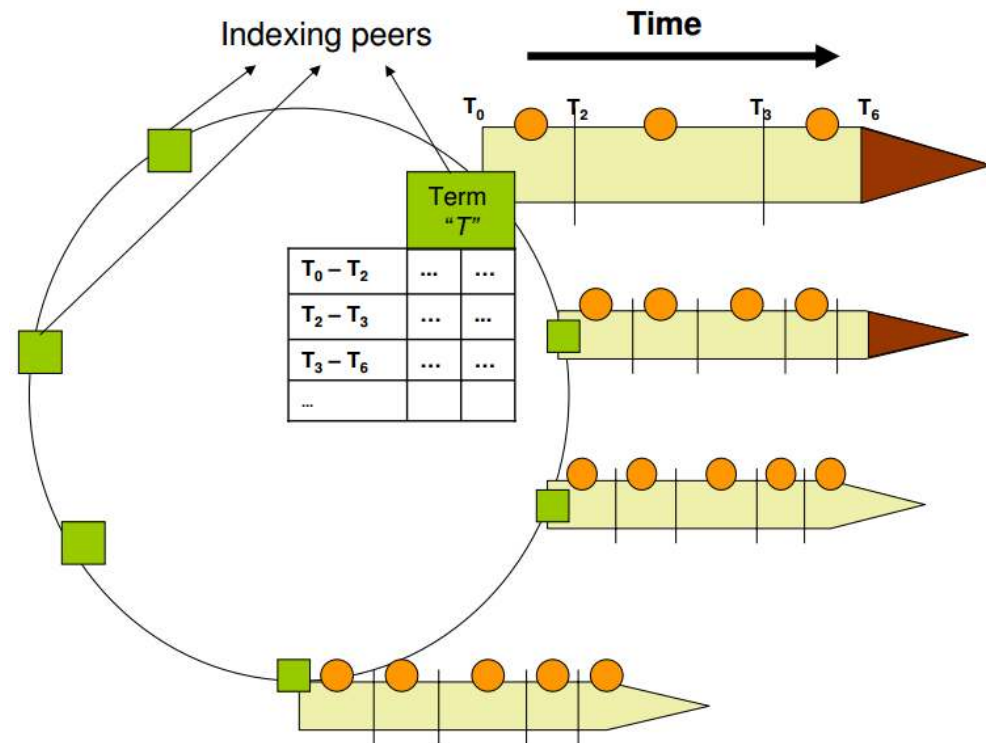 Indexing peers
Time
T₀ T₂ T₃ T₆
Term
“T”
T₀ – T₂ ... ...
T₂ – T₃ ... ...
T₃ – T₆ ... ...
...